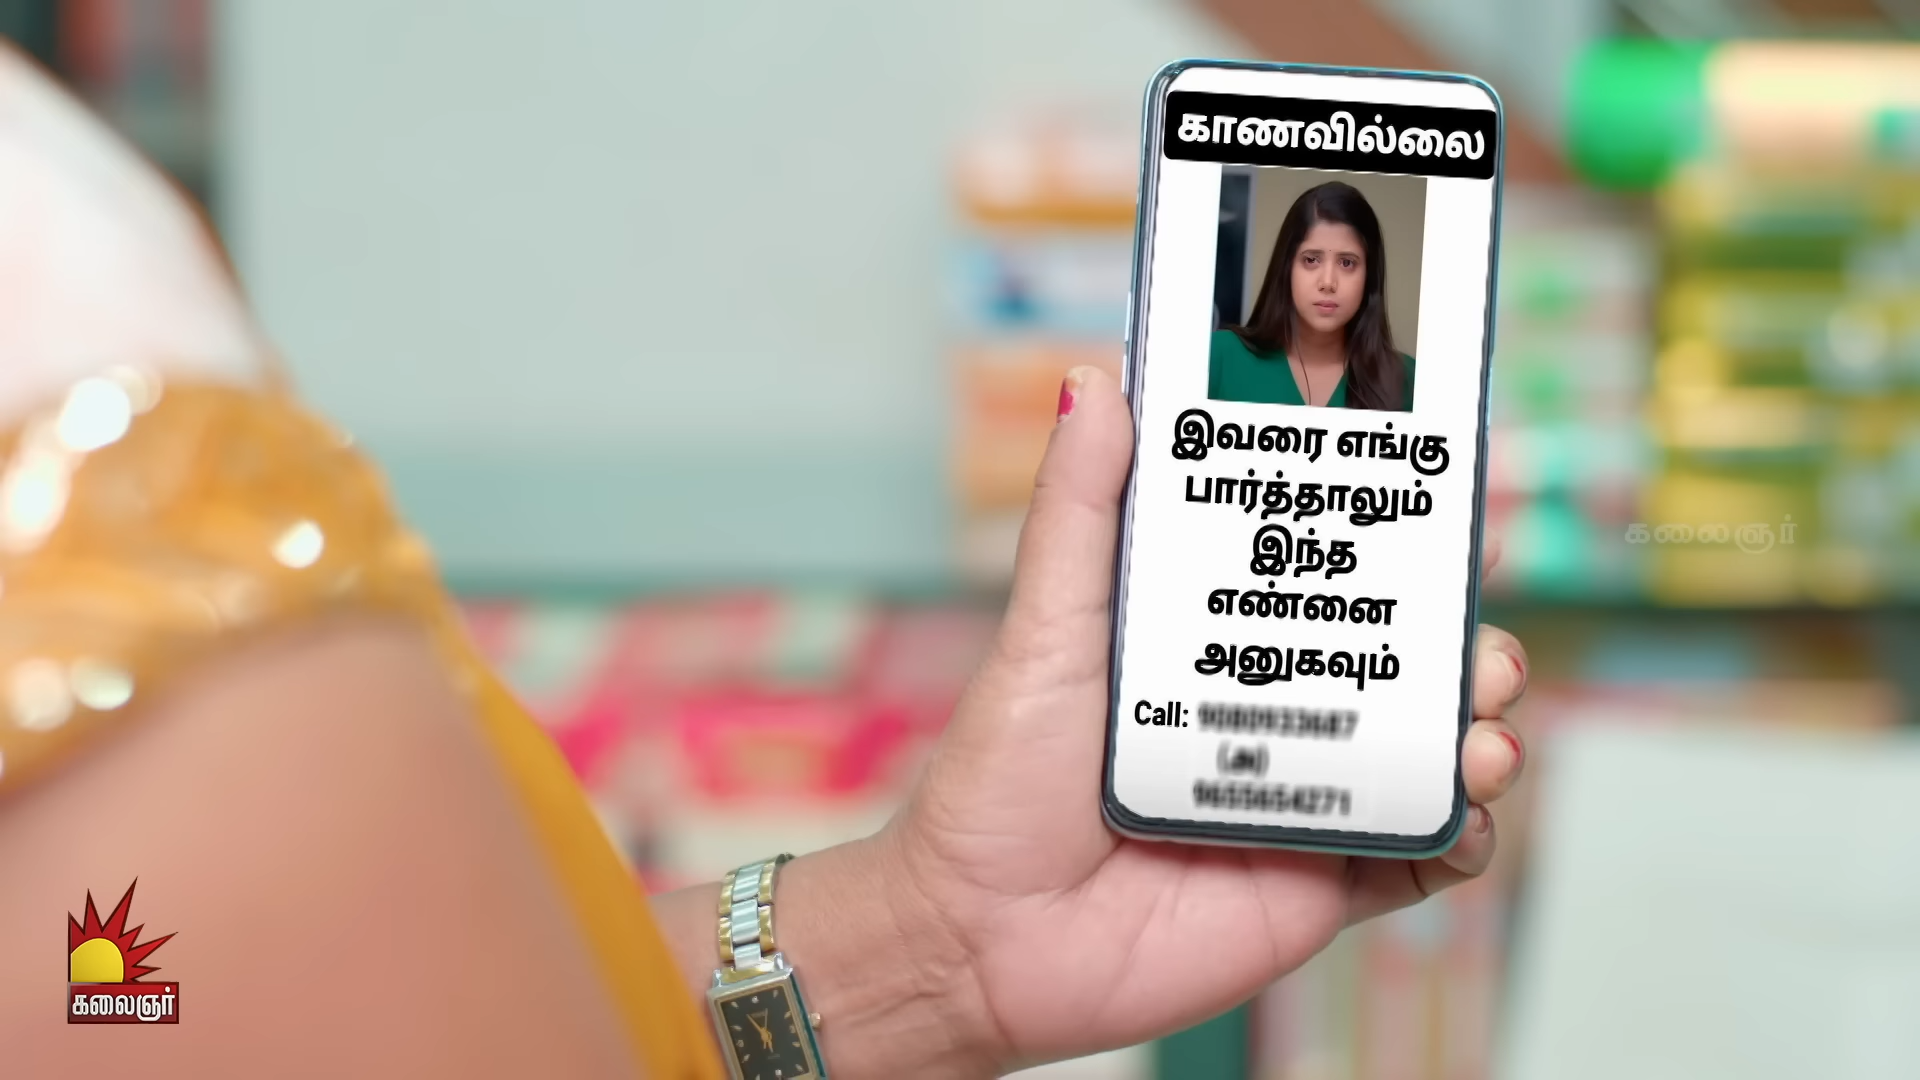 காணவில்லை
இவரை எங்கு
பார்த்தாலும்
இந்த
எண்னை
அனுகவும்
Call:
கலைஞர்
கலைஞர்